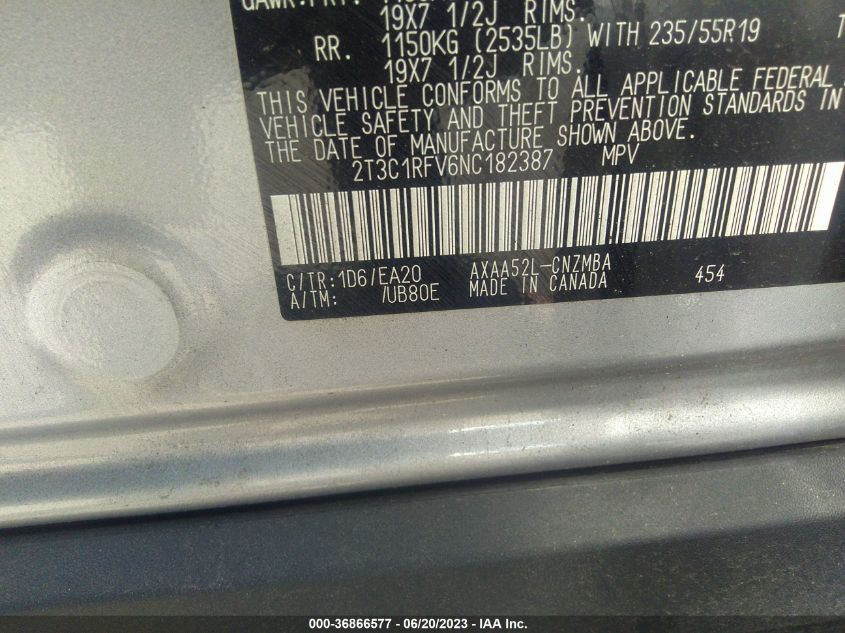 19X7 1/2J RIMS.
RR. 1150KG (2535LB) WITH 235/55R19
19X7 1/2J RIMS.
THIS VEHICLE CONFORMS TO ALL APPLICABLE FEDERAL
VEHICLE SAFETY AND THEFT PREVENTION STANDARDS IN
THE DATE OF MANUFACTURE SHOWN ABOVE.
2T3C1RFV6NC182387 MPV
C/TR:1D6/EA20 AXAA52L-CNZMBA 454
A/TM: /UB80E MADE IN CANADA
000-36866577 - 06/20/2023 - IAA Inc.